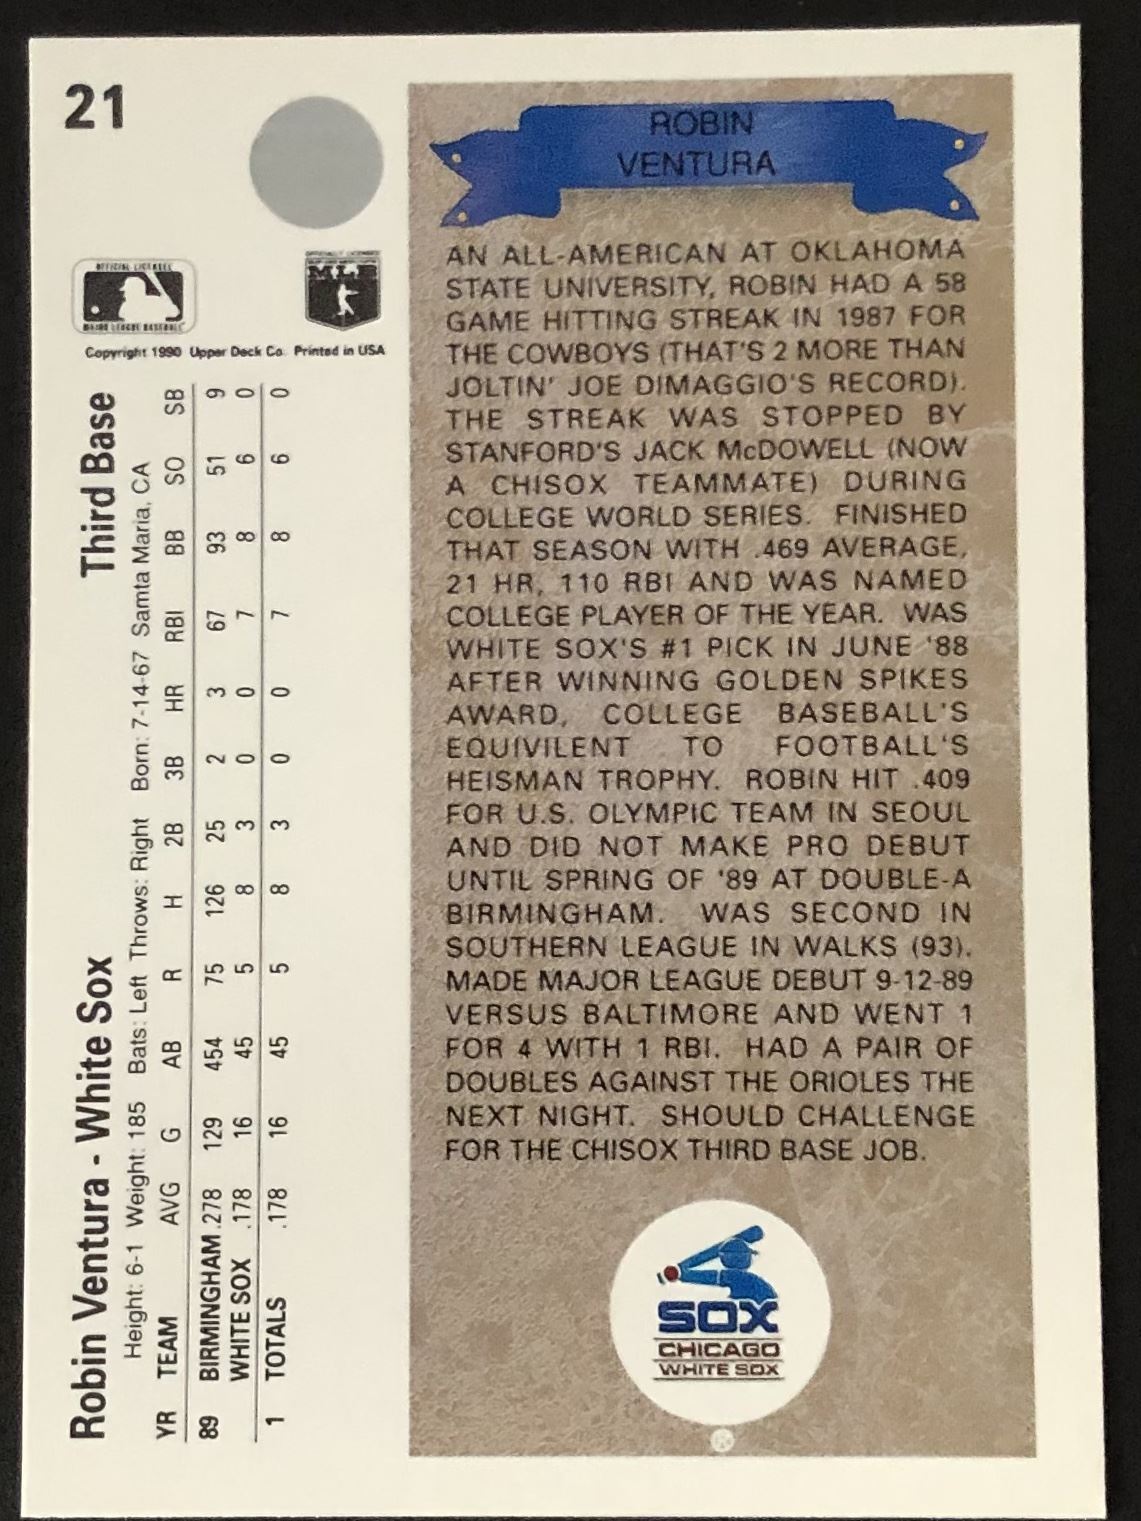 21
OFFICIAL LICENSEE
MAJOR LEAGUE BASEBALL
OFFICIALLY LICENSED
MLB
Copyright 1990 Upper Deck Co. Printed in USA
Robin Ventura - White Sox Third Base
Height: 6-1 Weight: 185 Bats: Left Throws: Right Born: 7-14-67 Samta Maria, CA
YR TEAM AVG G AB R H 2B 3B HR RBI BB SO SB
89 BIRMINGHAM .278 129 454 75 126 25 2 3 67 93 51 9
WHITE SOX .178 16 45 5 8 3 0 0 7 8 6 0
1 TOTALS .178 16 45 5 8 3 0 0 7 8 6 0
ROBIN
VENTURA
AN ALL-AMERICAN AT OKLAHOMA
STATE UNIVERSITY, ROBIN HAD A 58
GAME HITTING STREAK IN 1987 FOR
THE COWBOYS (THAT'S 2 MORE THAN
JOLTIN' JOE DIMAGGIO'S RECORD).
THE STREAK WAS STOPPED BY
STANFORD'S JACK McDOWELL (NOW
A CHISOX TEAMMATE) DURING
COLLEGE WORLD SERIES. FINISHED
THAT SEASON WITH .469 AVERAGE,
21 HR, 110 RBI AND WAS NAMED
COLLEGE PLAYER OF THE YEAR. WAS
WHITE SOX'S #1 PICK IN JUNE '88
AFTER WINNING GOLDEN SPIKES
AWARD, COLLEGE BASEBALL'S
EQUIVILENT TO FOOTBALL'S
HEISMAN TROPHY. ROBIN HIT .409
FOR U.S. OLYMPIC TEAM IN SEOUL
AND DID NOT MAKE PRO DEBUT
UNTIL SPRING OF '89 AT DOUBLE-A
BIRMINGHAM. WAS SECOND IN
SOUTHERN LEAGUE IN WALKS (93).
MADE MAJOR LEAGUE DEBUT 9-12-89
VERSUS BALTIMORE AND WENT 1
FOR 4 WITH 1 RBI. HAD A PAIR OF
DOUBLES AGAINST THE ORIOLES THE
NEXT NIGHT. SHOULD CHALLENGE
FOR THE CHISOX THIRD BASE JOB.
SOX
CHICAGO
WHITE SOX
R